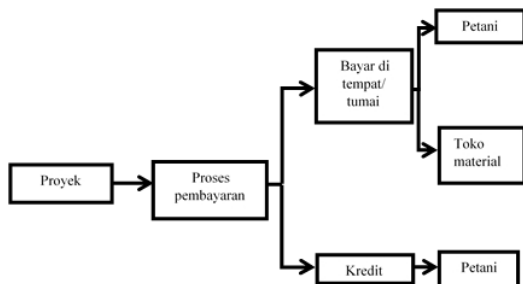 Petani
Bayar di
tempat/
tumai
Toko
material
Proyek
Proses
pembayaran
Kredit
Petani